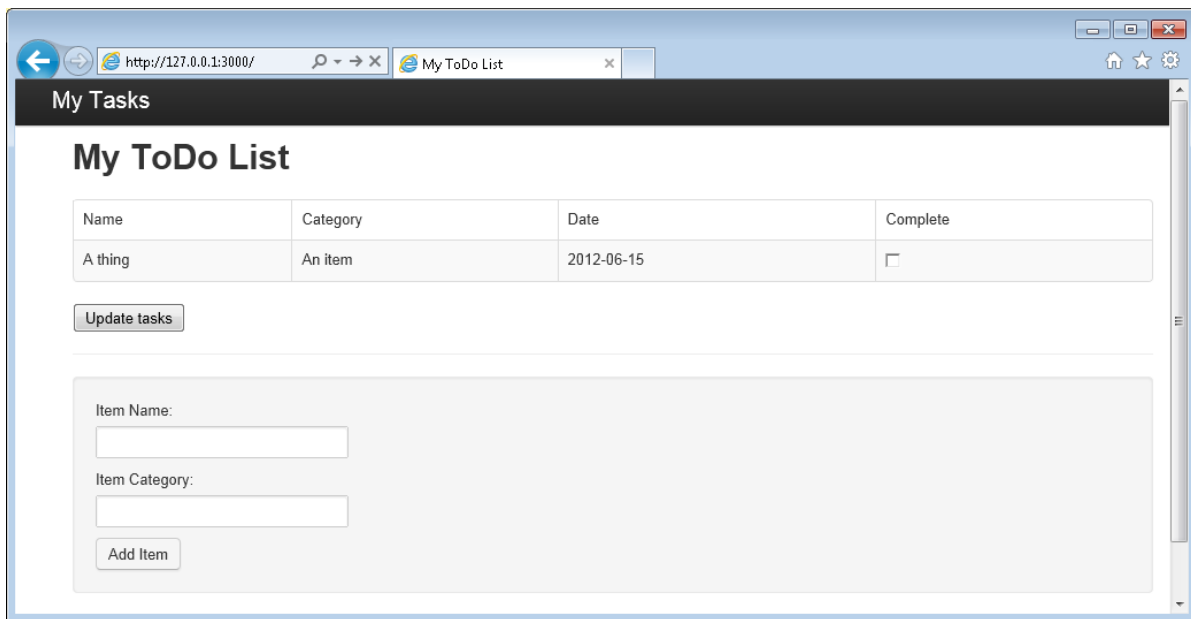 http://127.0.0.1:3000/ My ToDo List
My Tasks
My ToDo List
Name Category Date Complete
A thing An item 2012-06-15
Update tasks
Item Name:
Item Category:
Add Item